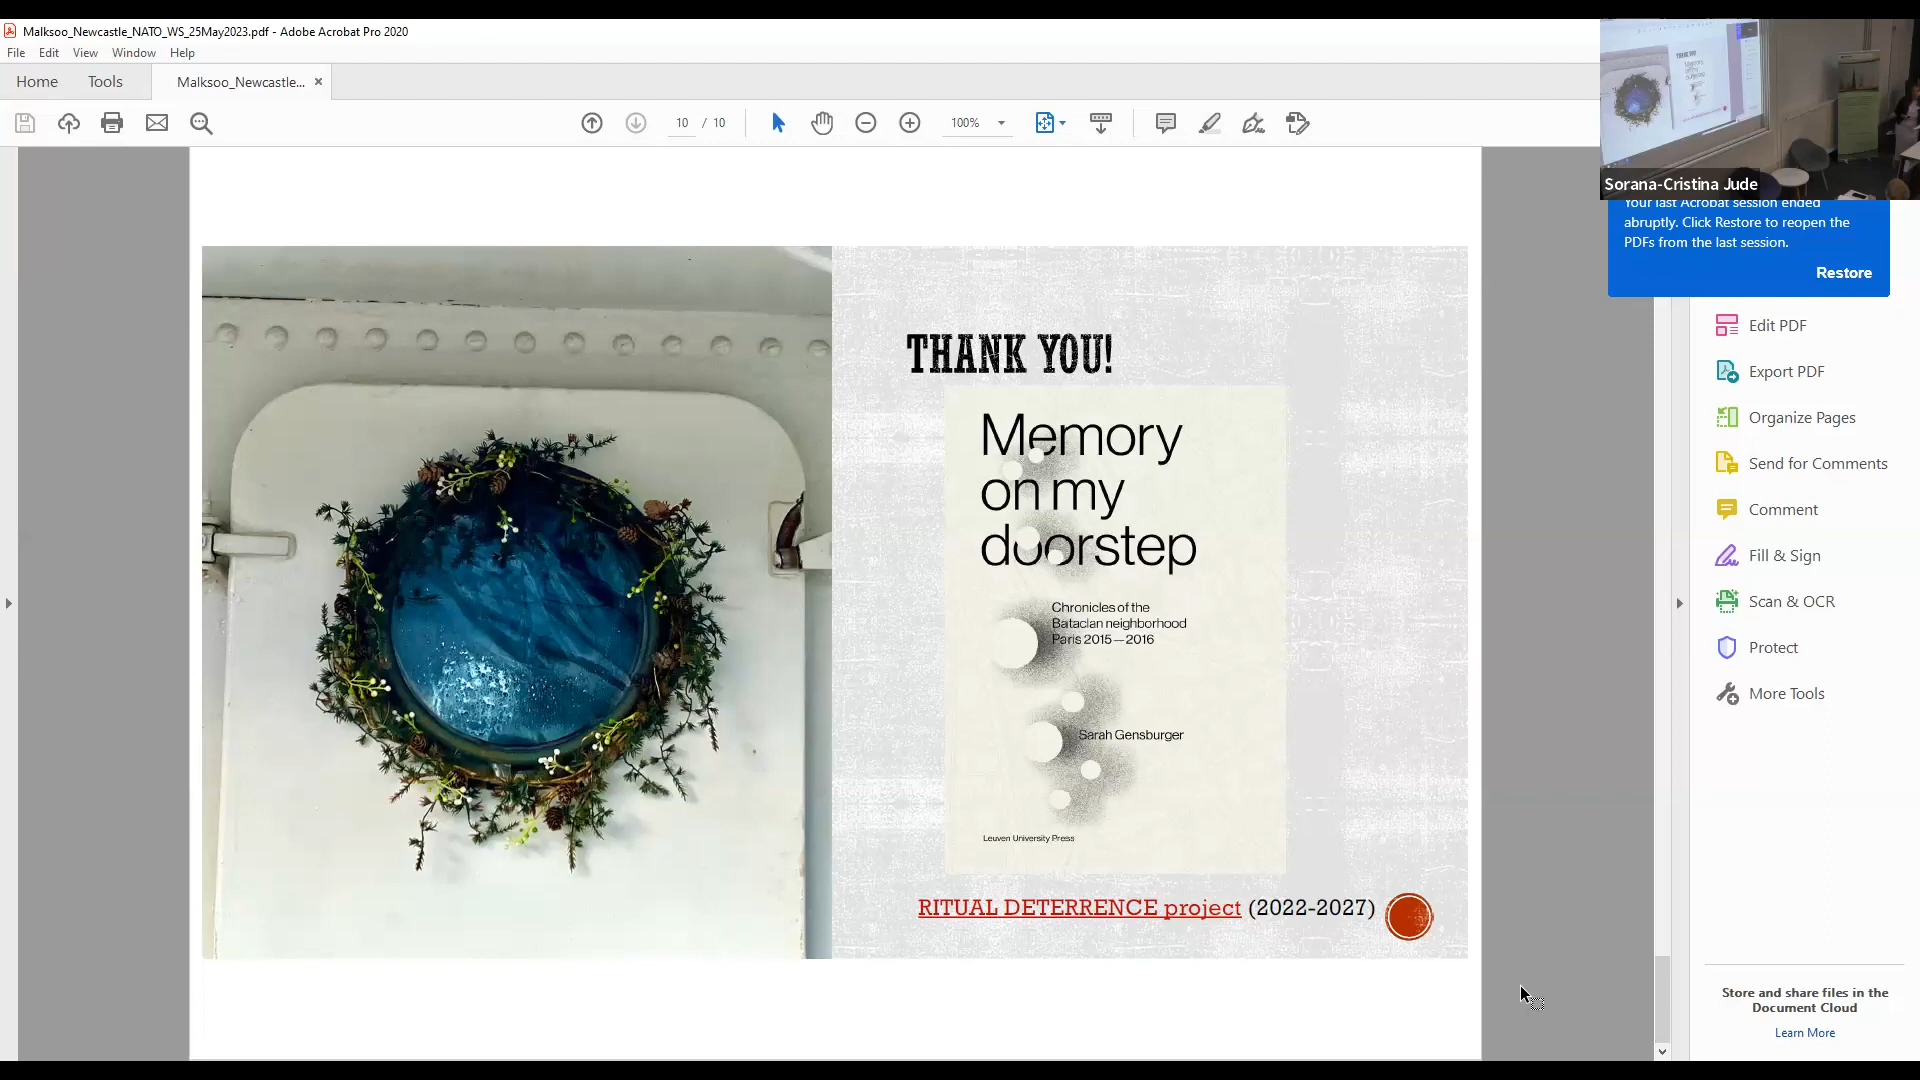 Malksoo_Newcastle_NATO_WS_25May2023.pdf - Adobe Acrobat Pro 2020
File Edit View Window Help
Home Tools Malksoo_Newcastle... ×
10 / 10 100%
Sorana-Cristina Jude
Your last Acrobat session ended
abruptly. Click Restore to reopen the
PDFs from the last session.
Restore
THANK YOU!
Memory
on my
doorstep
Chronicles of the
Bataclan neighborhood
Paris 2015—2016
Sarah Gensburger
Leuven University Press
RITUAL DETERRENCE project (2022-2027)
Edit PDF
Export PDF
Organize Pages
Send for Comments
Comment
Fill & Sign
Scan & OCR
Protect
More Tools
Store and share files in the
Document Cloud
Learn More